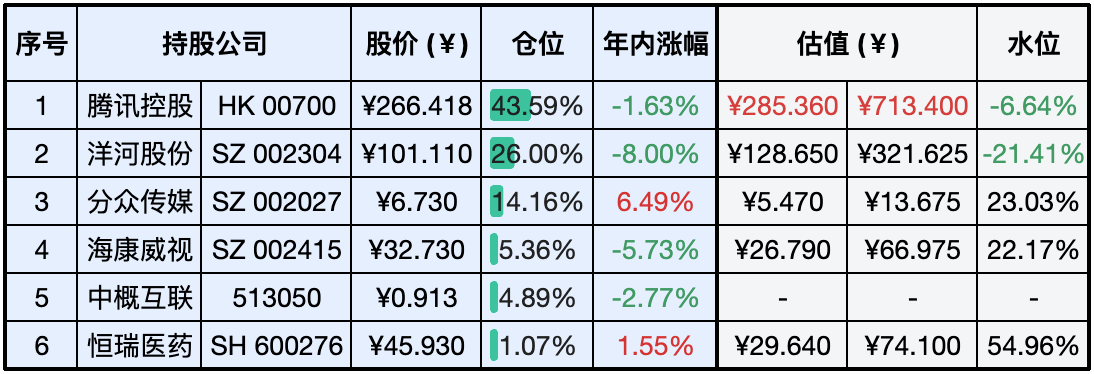 序号 持股公司 股价 (¥) 仓位 年内涨幅 估值 (¥) 水位
1 腾讯控股 HK 00700 ¥266.418 43.59% -1.63% ¥285.360 ¥713.400 -6.64%
2 洋河股份 SZ 002304 ¥101.110 26.00% -8.00% ¥128.650 ¥321.625 -21.41%
3 分众传媒 SZ 002027 ¥6.730 14.16% 6.49% ¥5.470 ¥13.675 23.03%
4 海康威视 SZ 002415 ¥32.730 5.36% -5.73% ¥26.790 ¥66.975 22.17%
5 中概互联 513050 ¥0.913 4.89% -2.77% - - -
6 恒瑞医药 SH 600276 ¥45.930 1.07% 1.55% ¥29.640 ¥74.100 54.96%